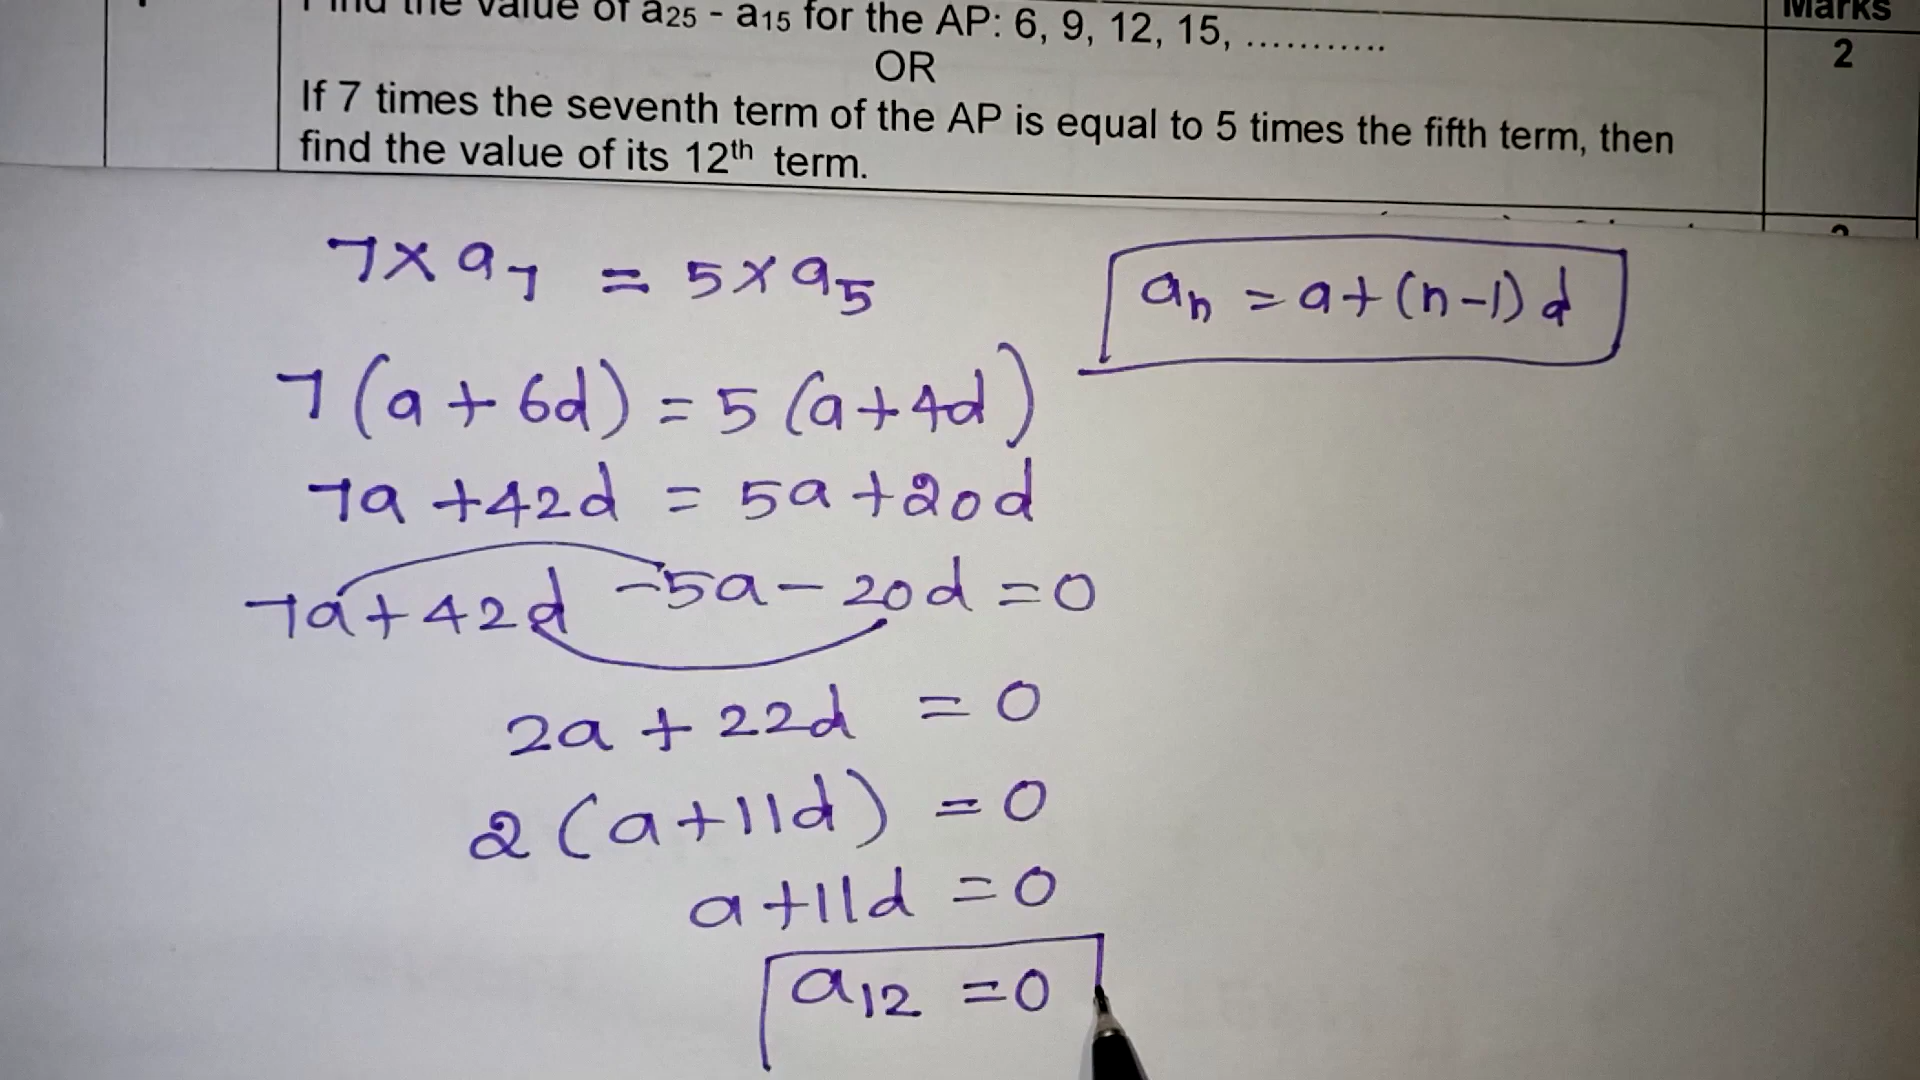 Find the value of a25 - a15 for the AP: 6, 9, 12, 15, ...........
Marks
2
OR
If 7 times the seventh term of the AP is equal to 5 times the fifth term, then
find the value of its 12th term.
7 × a7 = 5 × a5
an = a + (n-1) d
7 (a + 6d) = 5 (a + 4d)
7a + 42d = 5a + 20d
7a + 42d - 5a - 20d = 0
2a + 22d = 0
2 (a + 11d) = 0
a + 11d = 0
a12 = 0